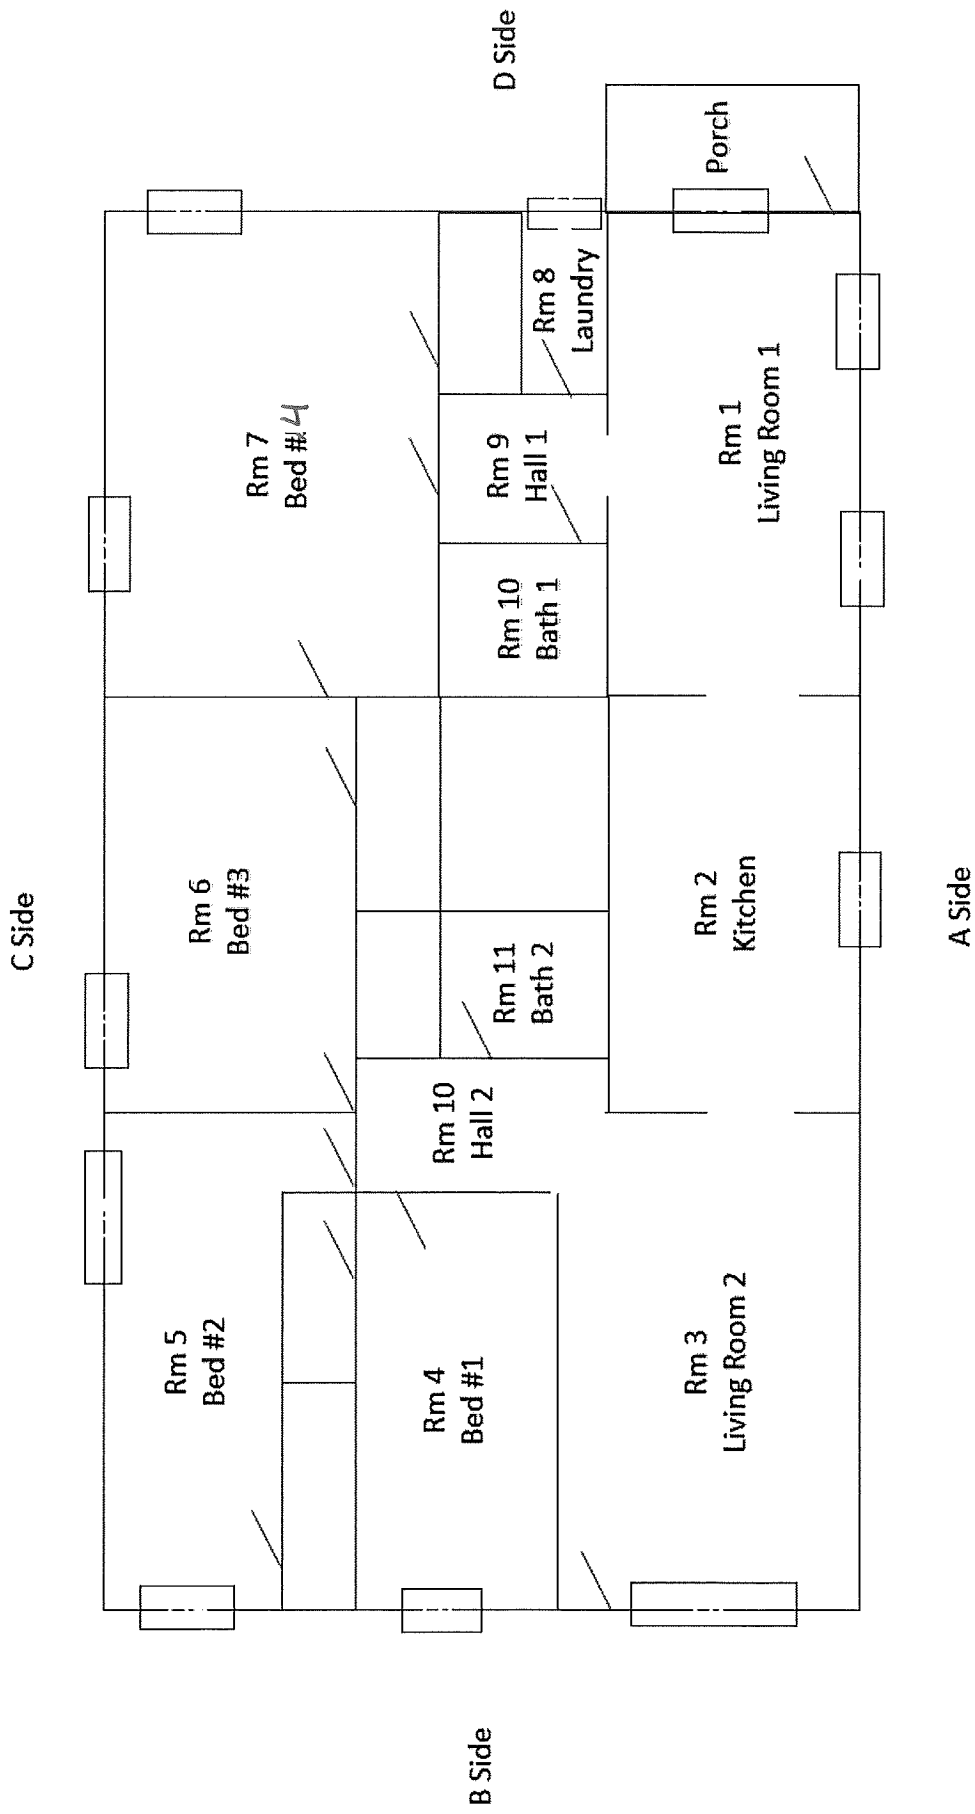 C Side
Rm 5
Bed #2
Rm 6
Bed #3
Rm 7
Bed #4
Rm 4
Bed #1
Rm 10
Hall 2
Rm 11
Bath 2
Rm 10
Bath 1
Rm 9
Hall 1
Rm 8
Laundry
B Side
D Side
Rm 3
Living Room 2
Rm 2
Kitchen
Rm 1
Living Room 1
Porch
A Side